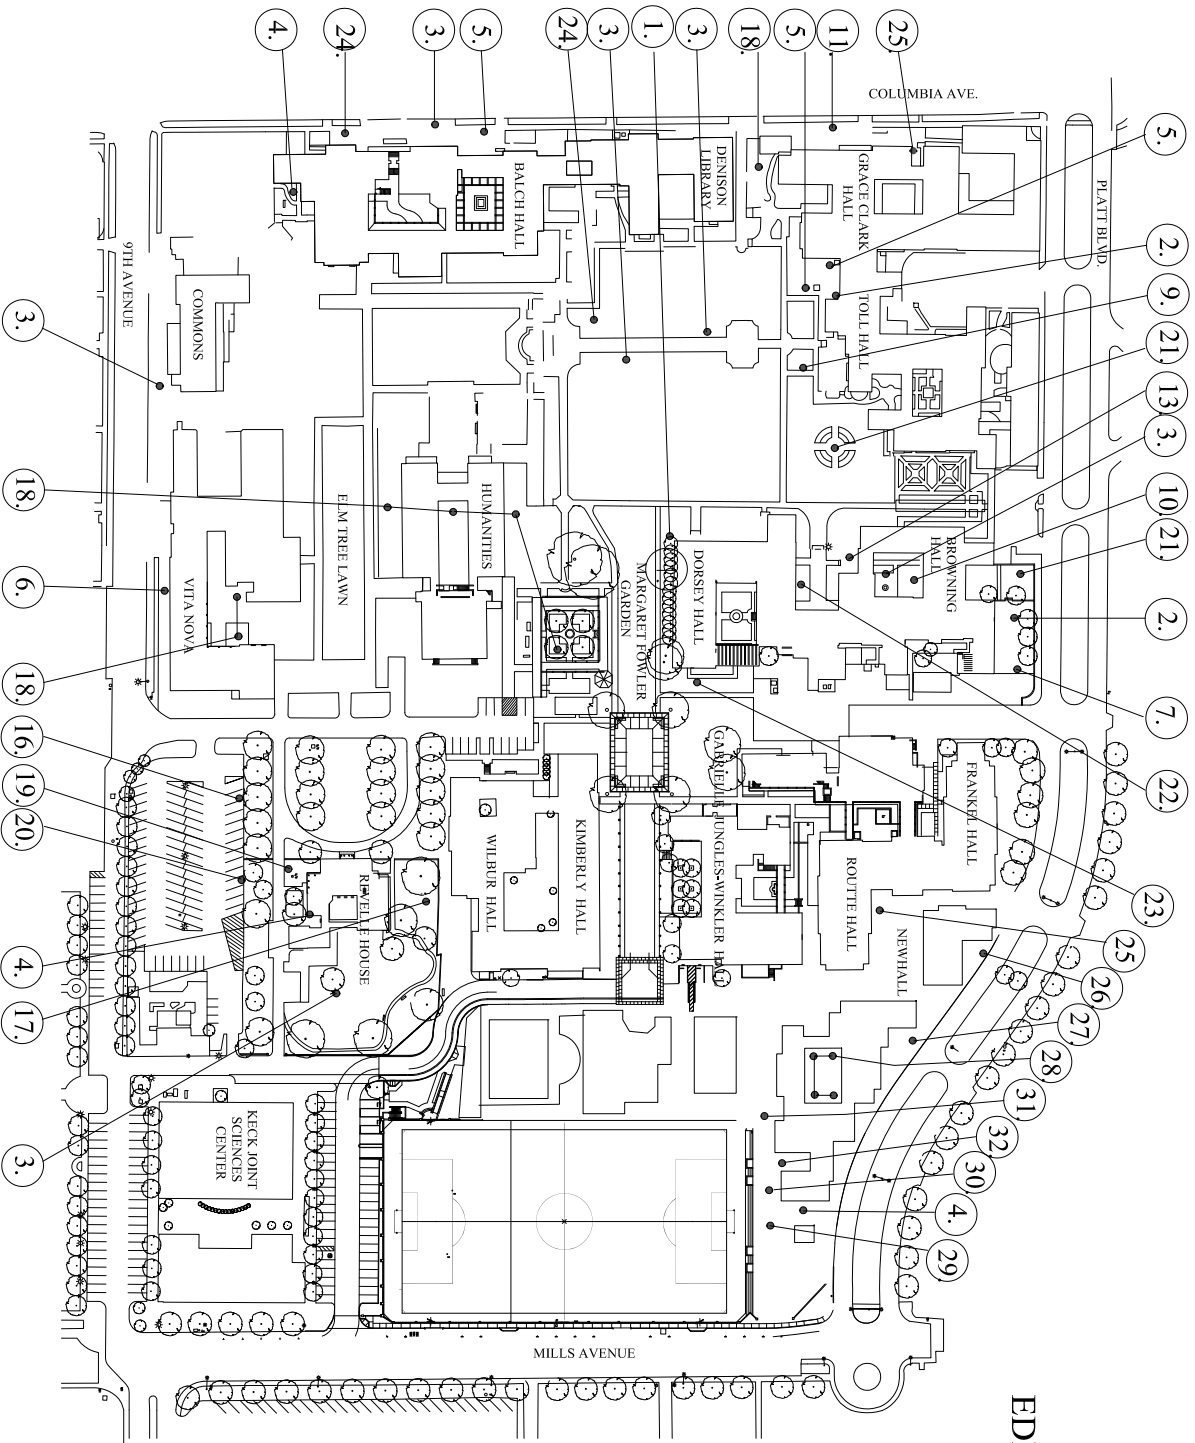 4.
24.
3.
5.
24.
3.
1.
3.
18.
5.
11.
25.
COLUMBIA AVE.
5.
PLATT BLVD.
2.
9.
21.
13.
3.
10.
21.
2.
7.
22.
23.
25
26
27.
28.
31.
32.
30.
4.
29.
9TH AVENUE
3.
18.
6.
18.
16.
19.
20.
4.
17.
3.
BALCH HALL
DENISON
LIBRARY
GRACE CLARK
HALL
TOLL HALL
COMMONS
HUMANITIES
ELM TREE LAWN
VITA NOVA
MARGARET FOWLER
GARDEN
DORSEY HALL
BROWNING
HALL
GABRIELLE JUNGLES-WINKLER HALL
FRANKEL HALL
ROUTE HALL
NEWHALL
KIMBERLY HALL
WILBUR HALL
REVELLE HOUSE
KECK JOINT
SCIENCES
CENTER
MILLS AVENUE
ED